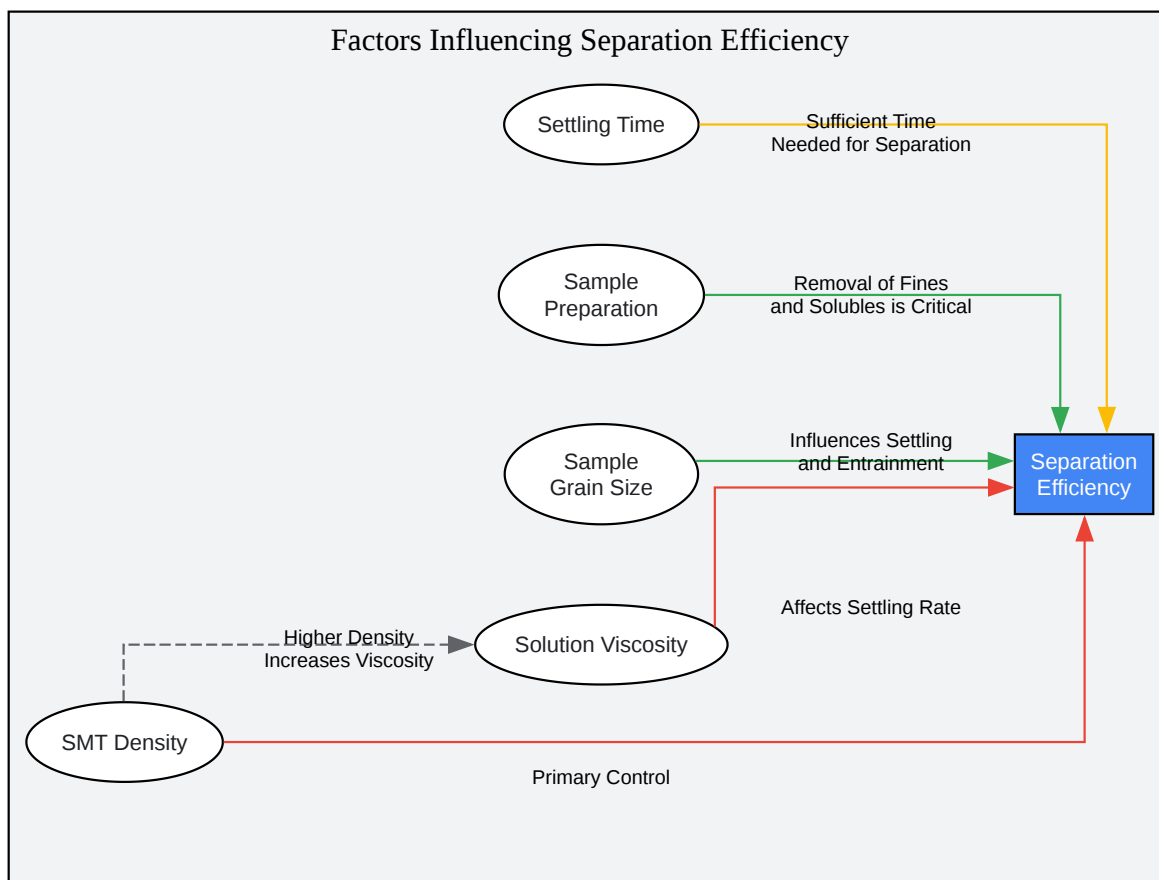 Factors Influencing Separation Efficiency
Settling Time
Sufficient Time
Needed for Separation
Sample
Preparation
Removal of Fines
and Solubles is Critical
Sample
Grain Size
Influences Settling
and Entrainment
Separation
Efficiency
Affects Settling Rate
Higher Density
Increases Viscosity
Solution Viscosity
SMT Density
Primary Control